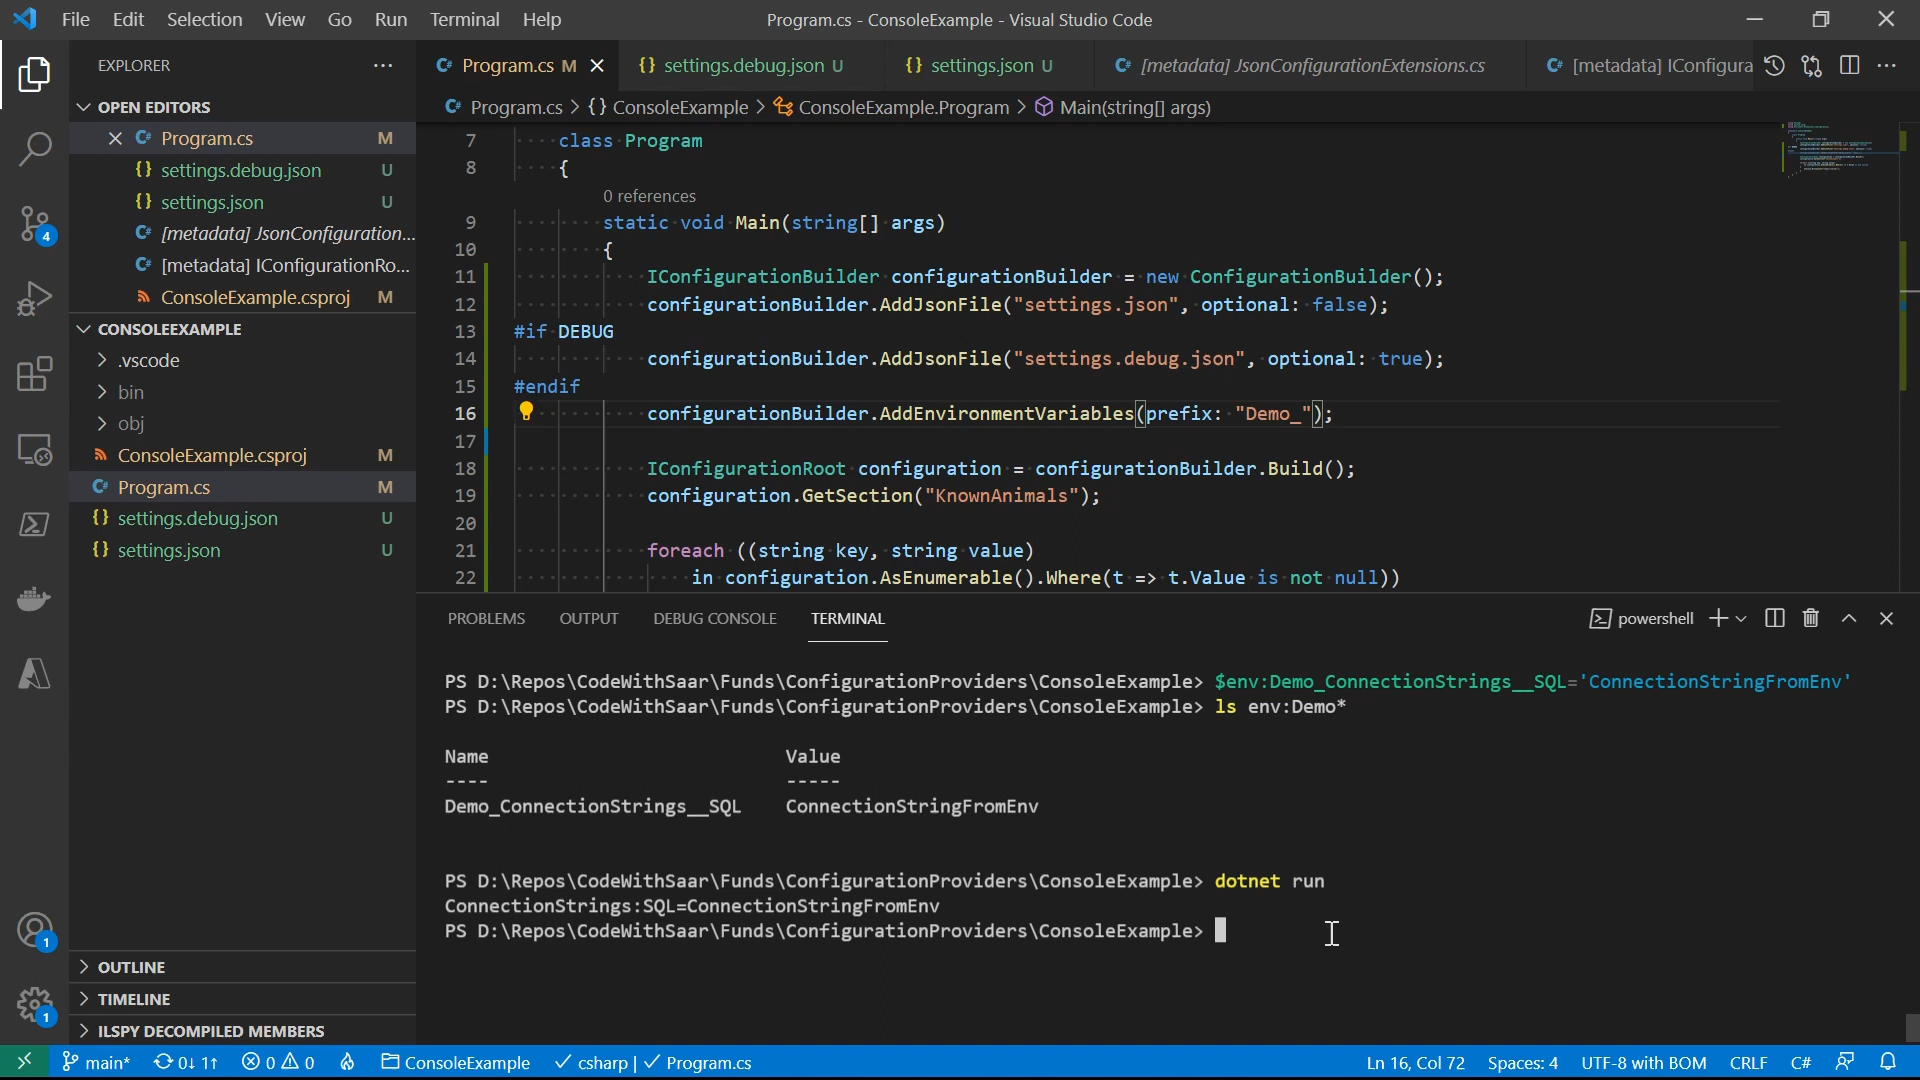 File Edit Selection View Go Run Terminal Help
Program.cs - ConsoleExample - Visual Studio Code
EXPLORER
OPEN EDITORS
Program.cs M
settings.debug.json U
settings.json U
[metadata] JsonConfiguration...
[metadata] IConfigurationRo...
ConsoleExample.csproj M
CONSOLEEXAMPLE
.vscode
bin
obj
ConsoleExample.csproj M
Program.cs M
settings.debug.json U
settings.json U
OUTLINE
TIMELINE
ILSPY DECOMPILED MEMBERS
4
1
1
Program.cs M
settings.debug.json U
settings.json U
[metadata] JsonConfigurationExtensions.cs
[metadata] IConfigura
Program.cs > {} ConsoleExample > ConsoleExample.Program > Main(string[] args)
7 class Program
8 {
0 references
9 static void Main(string[] args)
10 {
11 IConfigurationBuilder configurationBuilder = new ConfigurationBuilder();
12 configurationBuilder.AddJsonFile("settings.json", optional: false);
13 #if DEBUG
14 configurationBuilder.AddJsonFile("settings.debug.json", optional: true);
15 #endif
16 configurationBuilder.AddEnvironmentVariables(prefix: "Demo_");
17
18 IConfigurationRoot configuration = configurationBuilder.Build();
19 configuration.GetSection("KnownAnimals");
20
21 foreach ((string key, string value)
22 in configuration.AsEnumerable().Where(t => t.Value is not null))
PROBLEMS OUTPUT DEBUG CONSOLE TERMINAL
powershell
PS D:\Repos\CodeWithSaar\Funds\ConfigurationProviders\ConsoleExample> $env:Demo_ConnectionStrings__SQL='ConnectionStringFromEnv'
PS D:\Repos\CodeWithSaar\Funds\ConfigurationProviders\ConsoleExample> ls env:Demo*
Name Value
---- -----
Demo_ConnectionStrings__SQL ConnectionStringFromEnv
PS D:\Repos\CodeWithSaar\Funds\ConfigurationProviders\ConsoleExample> dotnet run
ConnectionStrings:SQL=ConnectionStringFromEnv
PS D:\Repos\CodeWithSaar\Funds\ConfigurationProviders\ConsoleExample>
main* 0↓ 1↑ 0 0 ConsoleExample csharp | Program.cs
Ln 16, Col 72 Spaces: 4 UTF-8 with BOM CRLF C#